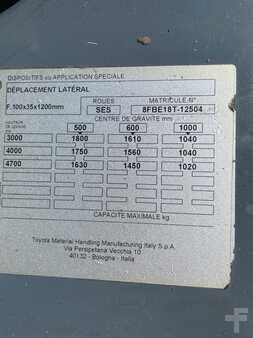 DISPOSITIFS ou APPLICATION SPECIALE
DÉPLACEMENT LATÉRAL
ROUES MATRICULE N°
F.100x35x1200mm SES 8FBE18T-12504
CENTRE DE GRAVITE mm
500 600 1000
3000 1800 1610 1040
4000 1750 1560 1040
4700 1630 1450 1020
CAPACITE MAXIMALE kg
Toyota Material Handling Manufacturing Italy S.p.A.
Via Persicetana Vecchia 10
40132 - Bologna - Italia